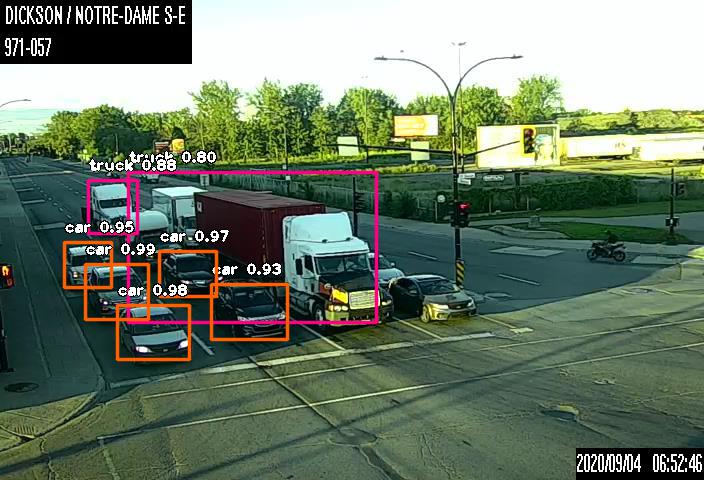 DICKSON / NOTRE-DAME S-E
971-057
truck 0.80
truck 0.88
car 0.95
car 0.97
car 0.99
car 0.93
car 0.98
2020/09/04 06:52:46